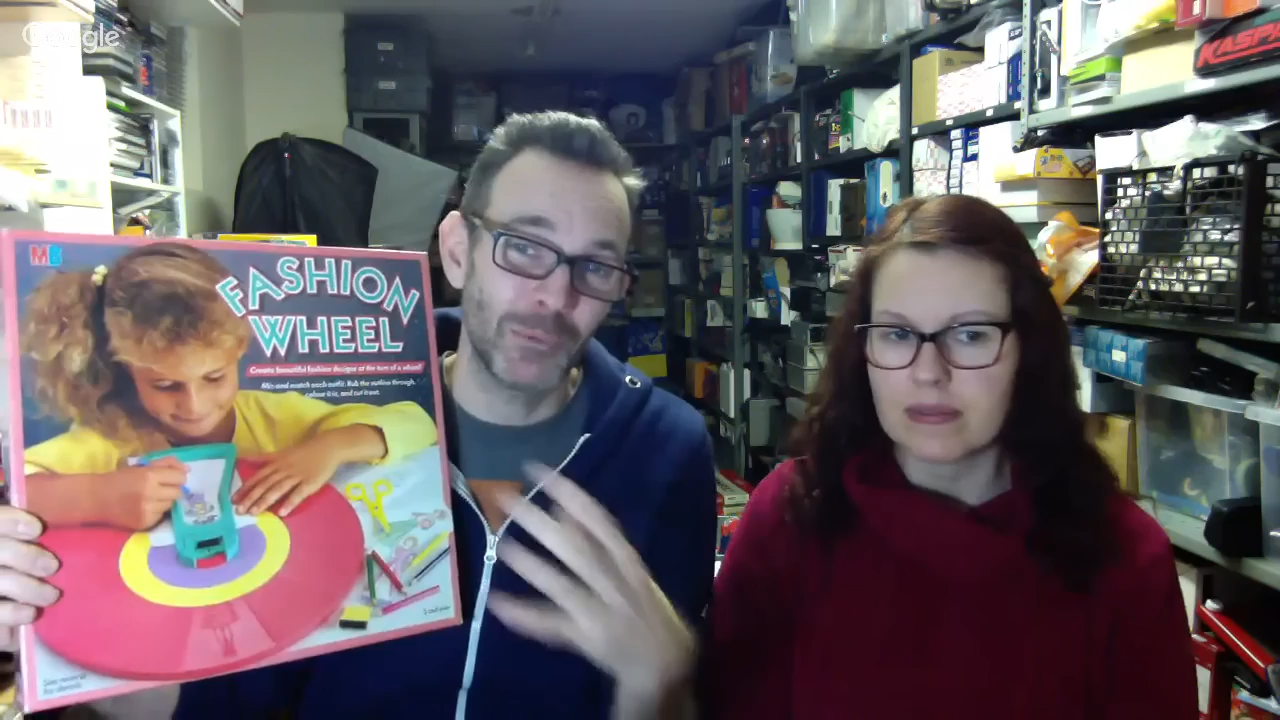 Google
MB
FASHION
WHEEL
Create beautiful fashion designs at the turn of a wheel!
Mix and match each outfit. Rub the outline through,
colour it in, and cut it out.
KASP